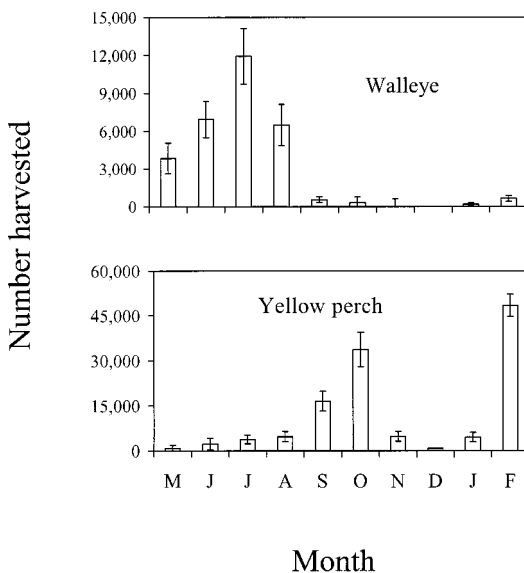 Number harvested
15,000
12,000
9,000
6,000
3,000
0
Walleye
60,000
45,000
30,000
15,000
0
Yellow perch
M J J A S O N D J F
Month